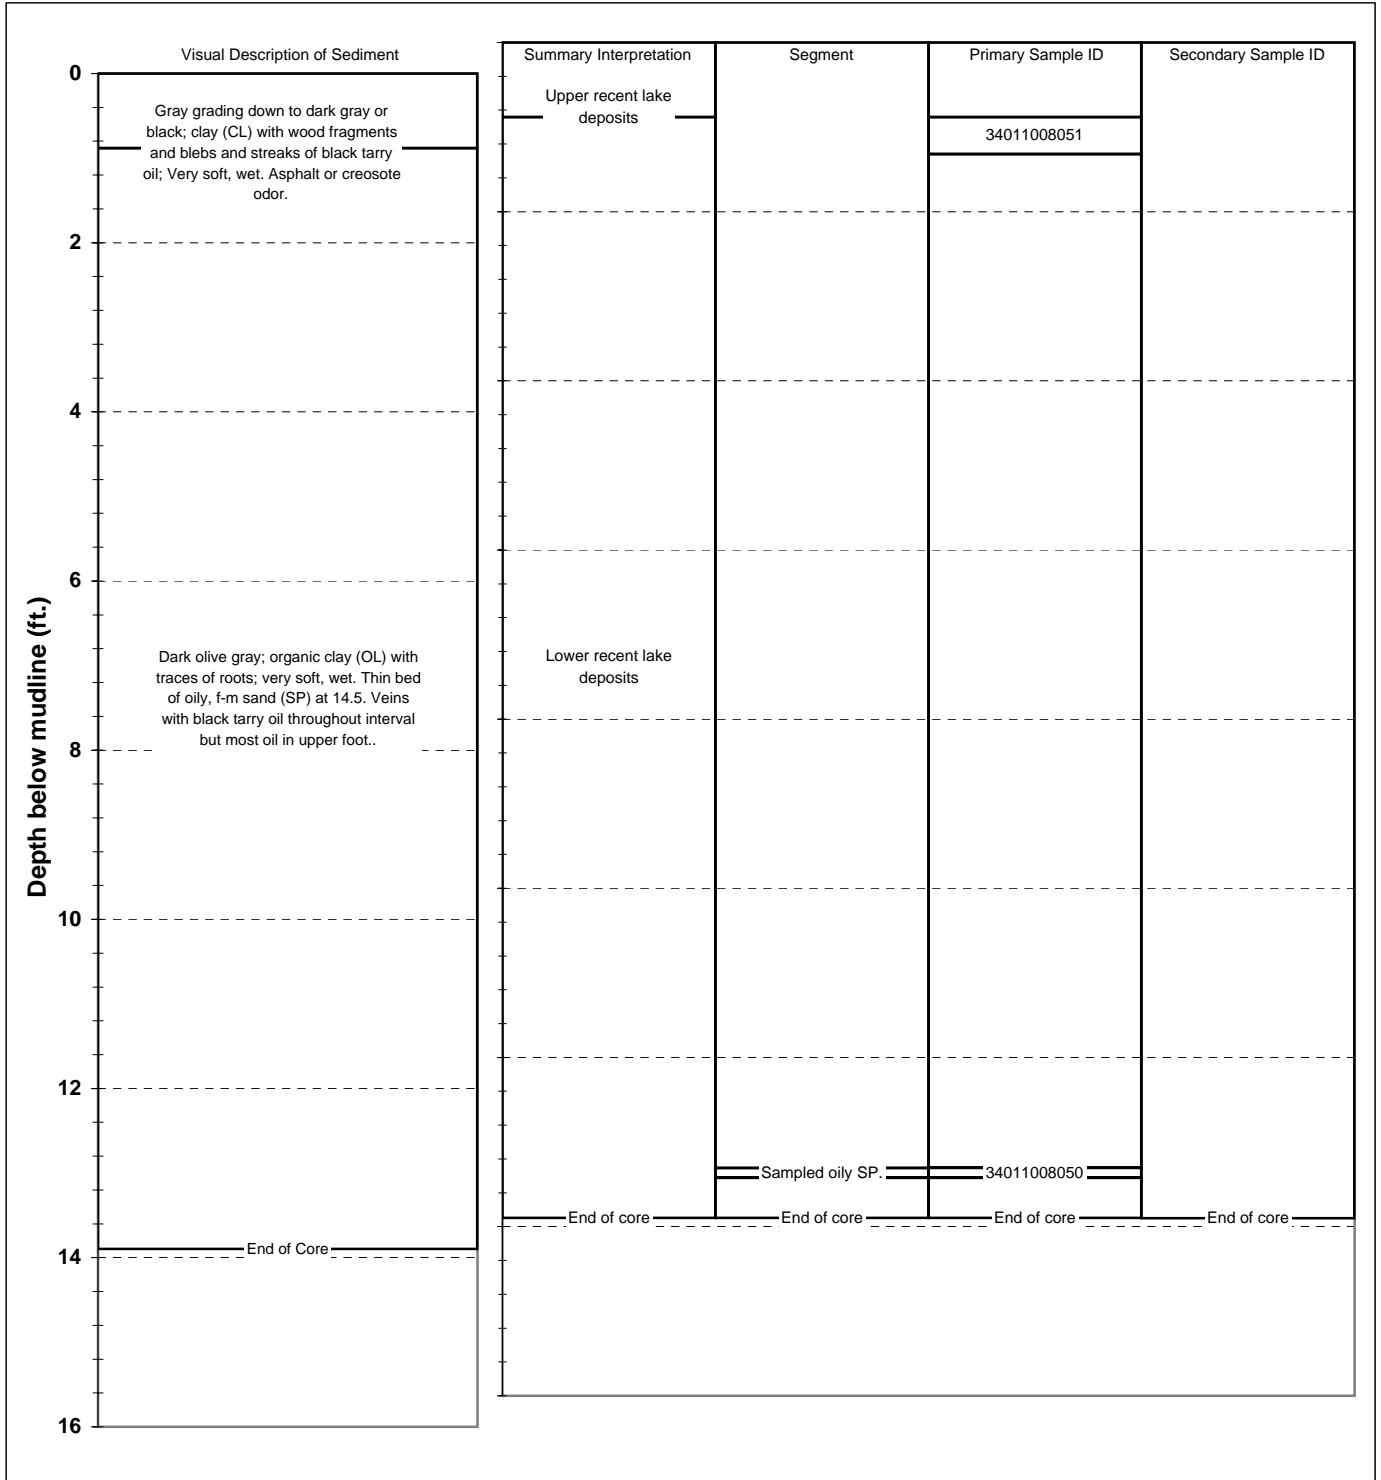 Visual Description of Sediment
Summary Interpretation
Segment
Primary Sample ID
Secondary Sample ID
Depth below mudline (ft.)
0
2
4
6
8
10
12
14
16
Gray grading down to dark gray or
black; clay (CL) with wood fragments
and blebs and streaks of black tarry
oil; Very soft, wet. Asphalt or creosote
odor.
Upper recent lake
deposits
34011008051
Dark olive gray; organic clay (OL) with
traces of roots; very soft, wet. Thin bed
of oily, f-m sand (SP) at 14.5. Veins
with black tarry oil throughout interval
but most oil in upper foot..
Lower recent lake
deposits
Sampled oily SP.
34011008050
End of Core
End of core
End of core
End of core
End of core